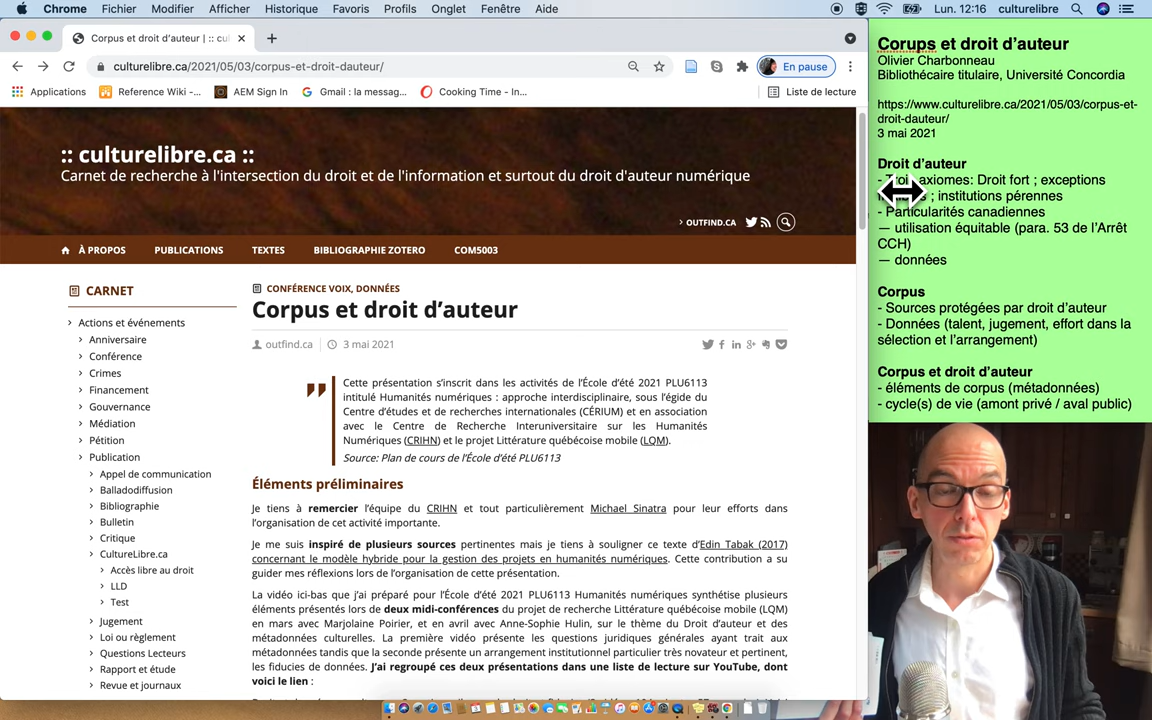 Chrome Fichier Modifier Afficher Historique Favoris Profils Onglet Fenêtre Aide Lun. 12:16 culturelibre
Corpus et droit d'auteur | :: cul
culturelibre.ca/2021/05/03/corpus-et-droit-dauteur/
En pause
Applications Reference Wiki -... AEM Sign In Gmail : la messag... Cooking Time - In... Liste de lecture
:: culturelibre.ca ::
Carnet de recherche à l'intersection du droit et de l'information et surtout du droit d'auteur numérique
› OUTFIND.CA
À PROPOS PUBLICATIONS TEXTES BIBLIOGRAPHIE ZOTERO COM5003
CARNET
Actions et événements
Anniversaire
Conférence
Crimes
Financement
Gouvernance
Médiation
Pétition
Publication
Appel de communication
Balladodiffusion
Bibliographie
Bulletin
Critique
CultureLibre.ca
Accès libre au droit
LLD
Test
Jugement
Loi ou règlement
Questions Lecteurs
Rapport et étude
Revue et journaux
CONFÉRENCE VOIX, DONNÉES
Corpus et droit d'auteur
outfind.ca 3 mai 2021
Cette présentation s'inscrit dans les activités de l'École d'été 2021 PLU6113
intitulé Humanités numériques : approche interdisciplinaire, sous l'égide du
Centre d'études et de recherches internationales (CÉRIUM) et en association
avec le Centre de Recherche Interuniversitaire sur les Humanités
Numériques (CRIHN) et le projet Littérature québécoise mobile (LQM).
Source: Plan de cours de l'École d'été PLU6113
Éléments préliminaires
Je tiens à remercier l'équipe du CRIHN et tout particulièrement Michael Sinatra pour leur efforts dans
l'organisation de cet activité importante.
Je me suis inspiré de plusieurs sources pertinentes mais je tiens à souligner ce texte d'Edin Tabak (2017)
concernant le modèle hybride pour la gestion des projets en humanités numériques. Cette contribution a su
guider mes réflexions lors de l'organisation de cette présentation.
La vidéo ici-bas que j'ai préparé pour l'École d'été 2021 PLU6113 Humanités numériques synthétise plusieurs
éléments présentés lors de deux midi-conférences du projet de recherche Littérature québécoise mobile (LQM)
en mars avec Marjolaine Poirier, et en avril avec Anne-Sophie Hulin, sur le thème du Droit d'auteur et des
métadonnées culturelles. La première vidéo présente les questions juridiques générales ayant trait aux
métadonnées tandis que la seconde présente un arrangement institutionnel particulier très novateur et pertinent,
les fiducies de données. J'ai regroupé ces deux présentations dans une liste de lecture sur YouTube, dont
voici le lien :
Corups et droit d'auteur
Olivier Charbonneau
Bibliothécaire titulaire, Université Concordia
https://www.culturelibre.ca/2021/05/03/corpus-et-
droit-dauteur/
3 mai 2021
Droit d'auteur
- Trois axiomes: Droit fort ; exceptions
; institutions pérennes
- Particularités canadiennes
— utilisation équitable (para. 53 de l'Arrêt
CCH)
— données
Corpus
- Sources protégées par droit d'auteur
- Données (talent, jugement, effort dans la
sélection et l'arrangement)
Corpus et droit d'auteur
- éléments de corpus (métadonnées)
- cycle(s) de vie (amont privé / aval public)